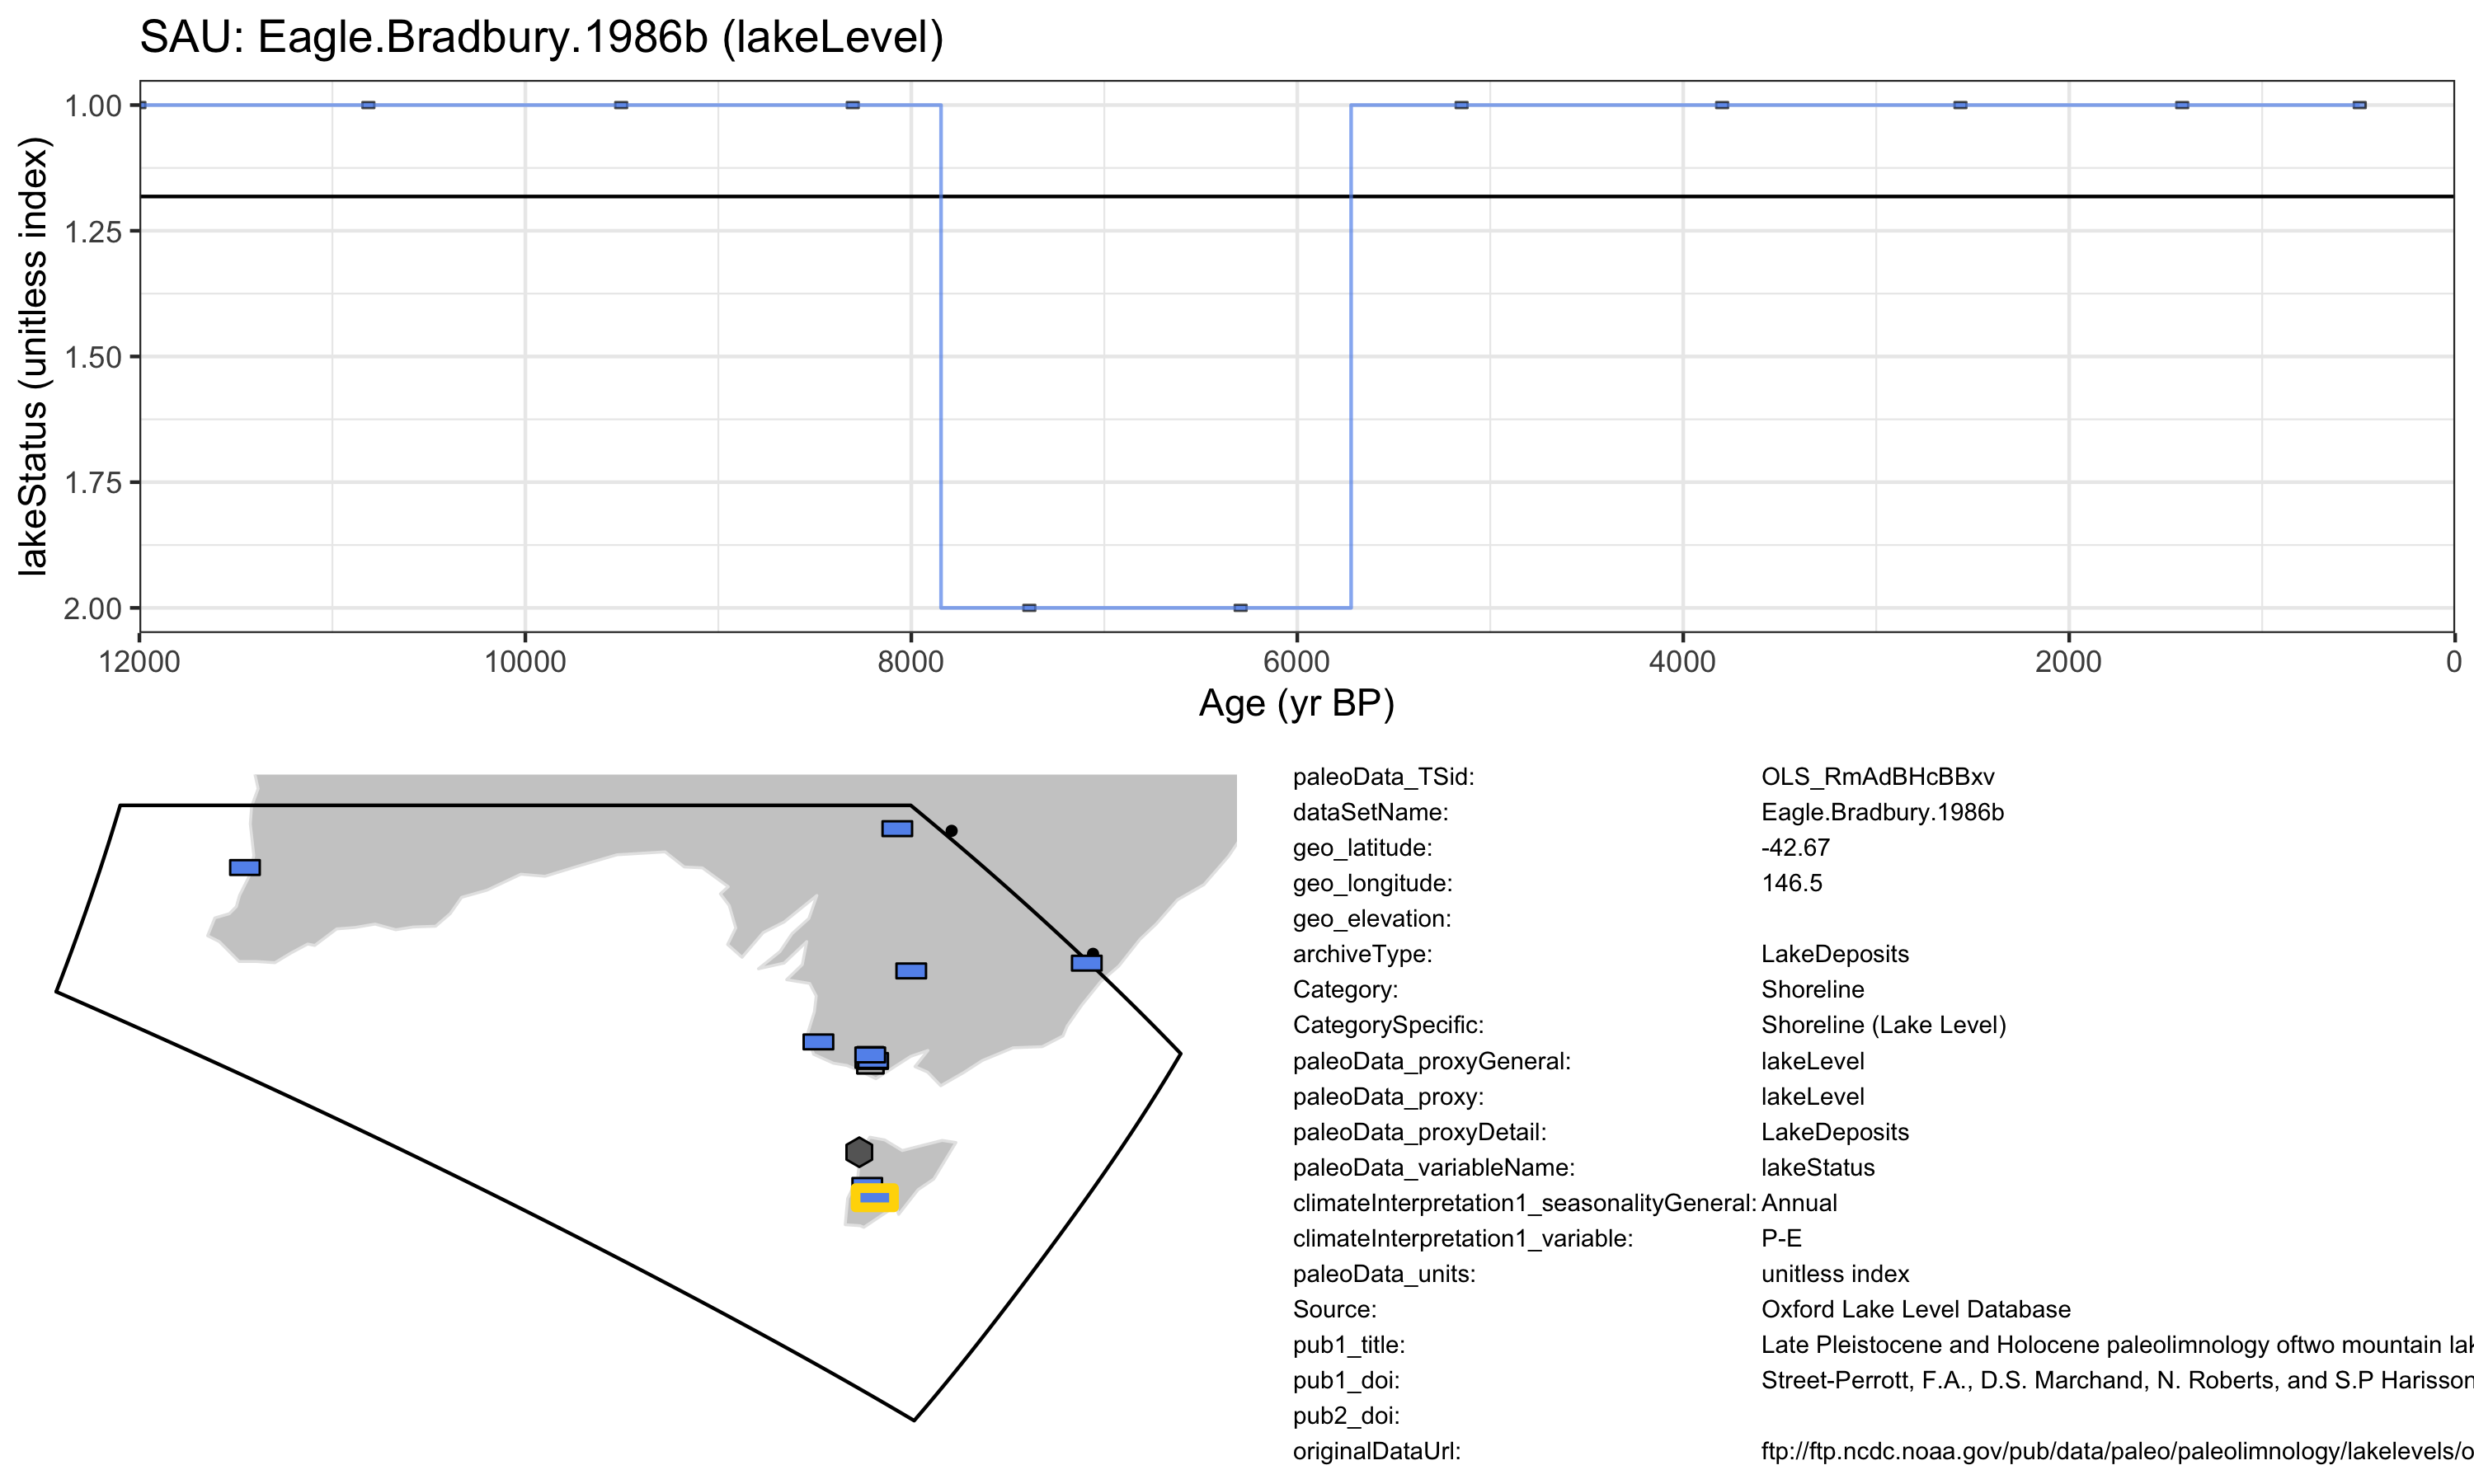 SAU: Eagle.Bradbury.1986b (lakeLevel)
lakeStatus (unitless index)
1.00
1.25
1.50
1.75
2.00
12000 10000 8000 6000 4000 2000 0
Age (yr BP)
paleoData_TSid: OLS_RmAdBHcBBxv
dataSetName: Eagle.Bradbury.1986b
geo_latitude: -42.67
geo_longitude: 146.5
geo_elevation:
archiveType: LakeDeposits
Category: Shoreline
CategorySpecific: Shoreline (Lake Level)
paleoData_proxyGeneral: lakeLevel
paleoData_proxy: lakeLevel
paleoData_proxyDetail: LakeDeposits
paleoData_variableName: lakeStatus
climateInterpretation1_seasonalityGeneral: Annual
climateInterpretation1_variable: P-E
paleoData_units: unitless index
Source: Oxford Lake Level Database
pub1_title: Late Pleistocene and Holocene paleolimnology oftwo mountain
pub1_doi: Street-Perrott, F.A., D.S. Marchand, N. Roberts, and S.P Harisson
pub2_doi:
originalDataUrl: ftp://ftp.ncdc.noaa.gov/pub/data/paleo/paleolimnology/lakelevels/o